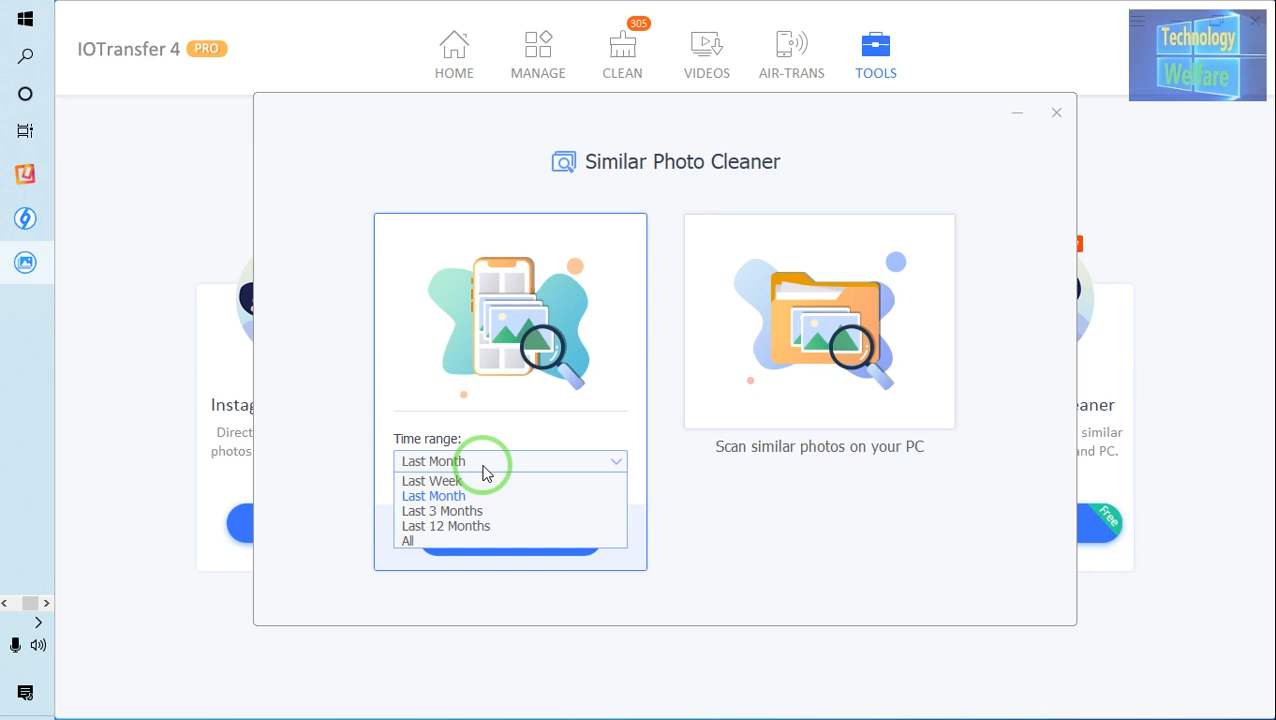 IOTransfer 4 PRO
305
HOME
MANAGE
CLEAN
VIDEOS
AIR-TRANS
TOOLS
Technology
Welfare
Similar Photo Cleaner
Time range:
Last Month
Last Week
Last Month
Last 3 Months
Last 12 Months
All
Scan similar photos on your PC
Insta
Direct
photos
eaner
similar
nd PC.
Free